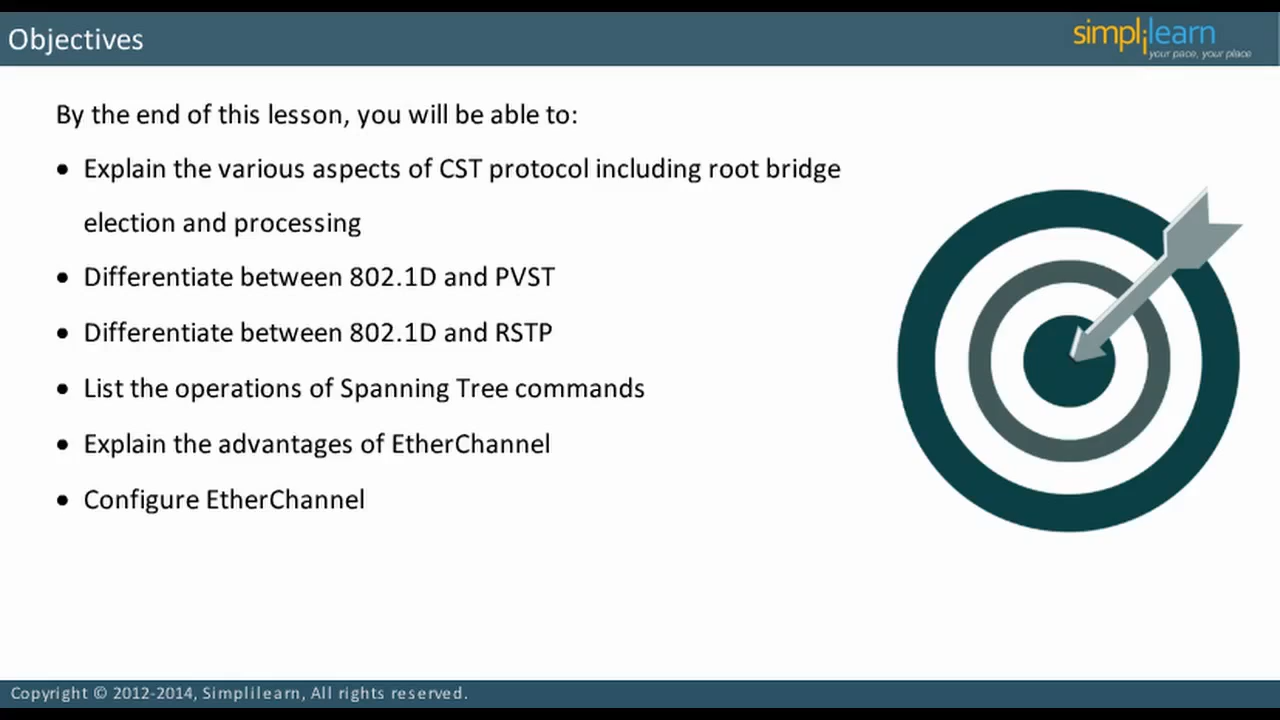 Objectives
simplilearn
your pace, your place
By the end of this lesson, you will be able to:
• Explain the various aspects of CST protocol including root bridge
election and processing
• Differentiate between 802.1D and PVST
• Differentiate between 802.1D and RSTP
• List the operations of Spanning Tree commands
• Explain the advantages of EtherChannel
• Configure EtherChannel
Copyright © 2012-2014, Simplilearn, All rights reserved.